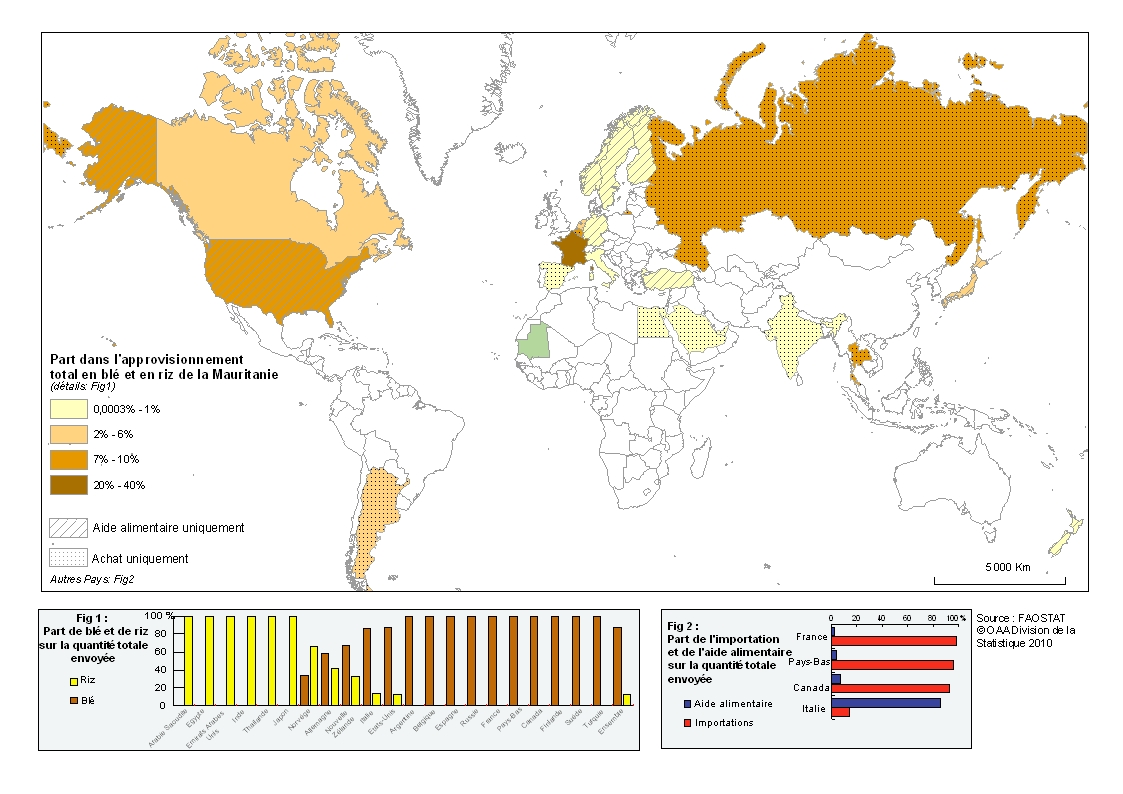 Part dans l'approvisionnement
total en blé et en riz de la Mauritanie
(détails: Fig1)
0,0003% - 1%
2% - 6%
7% - 10%
20% - 40%
Aide alimentaire uniquement
Achat uniquement
Autres Pays: Fig2
5 000 Km
Fig 1 :
Part de blé et de riz
sur la quantité totale
envoyée
Riz
Blé
100 %
80
60
40
20
0
Arabie Saoudite
Egypte
Emirats Arabes
Unis
Inde
Thaïlande
Japon
Norvège
Allemagne
Nouvelle
Zélande
Italie
Etats-Unis
Argentine
Belgique
Espagne
Russie
France
Pays-Bas
Canada
Finlande
Suède
Turquie
Ensemble
Fig 2 :
Part de l'importation
et de l'aide alimentaire
sur la quantité totale
envoyée
Aide alimentaire
Importations
0 20 40 60 80 100 %
France
Pays-Bas
Canada
Italie
Source : FAOSTAT
©OAA Division de la
Statistique 2010